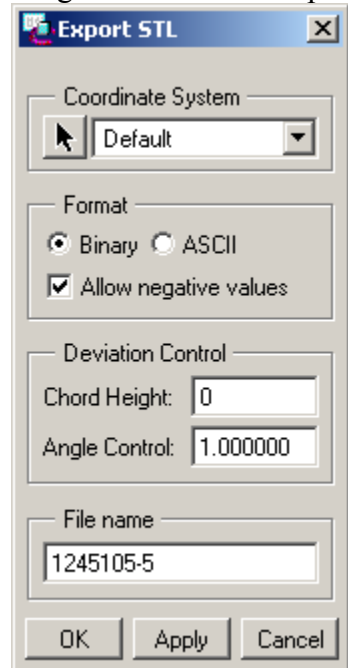 Export STL
Coordinate System
Default
Format
Binary ASCII
Allow negative values
Deviation Control
Chord Height: 0
Angle Control: 1.000000
File name
1245105-5
OK Apply Cancel